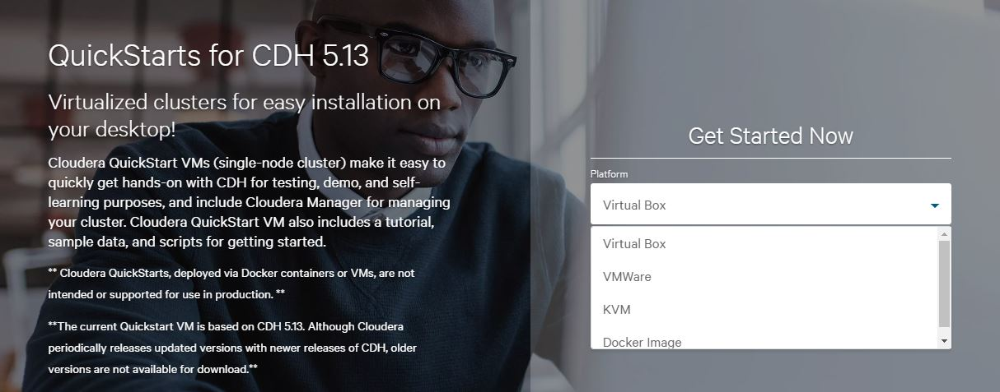 QuickStarts for CDH 5.13
Virtualized clusters for easy installation on
your desktop!
Cloudera QuickStart VMs (single-node cluster) make it easy to
quickly get hands-on with CDH for testing, demo, and self-
learning purposes, and include Cloudera Manager for managing
your cluster. Cloudera QuickStart VM also includes a tutorial,
sample data, and scripts for getting started.
** Cloudera QuickStarts, deployed via Docker containers or VMs, are not
intended or supported for use in production. **
**The current Quickstart VM is based on CDH 5.13. Although Cloudera
periodically releases updated versions with newer releases of CDH, older
versions are not available for download.**
Get Started Now
Platform
Virtual Box
Virtual Box
VMWare
KVM
Docker Image